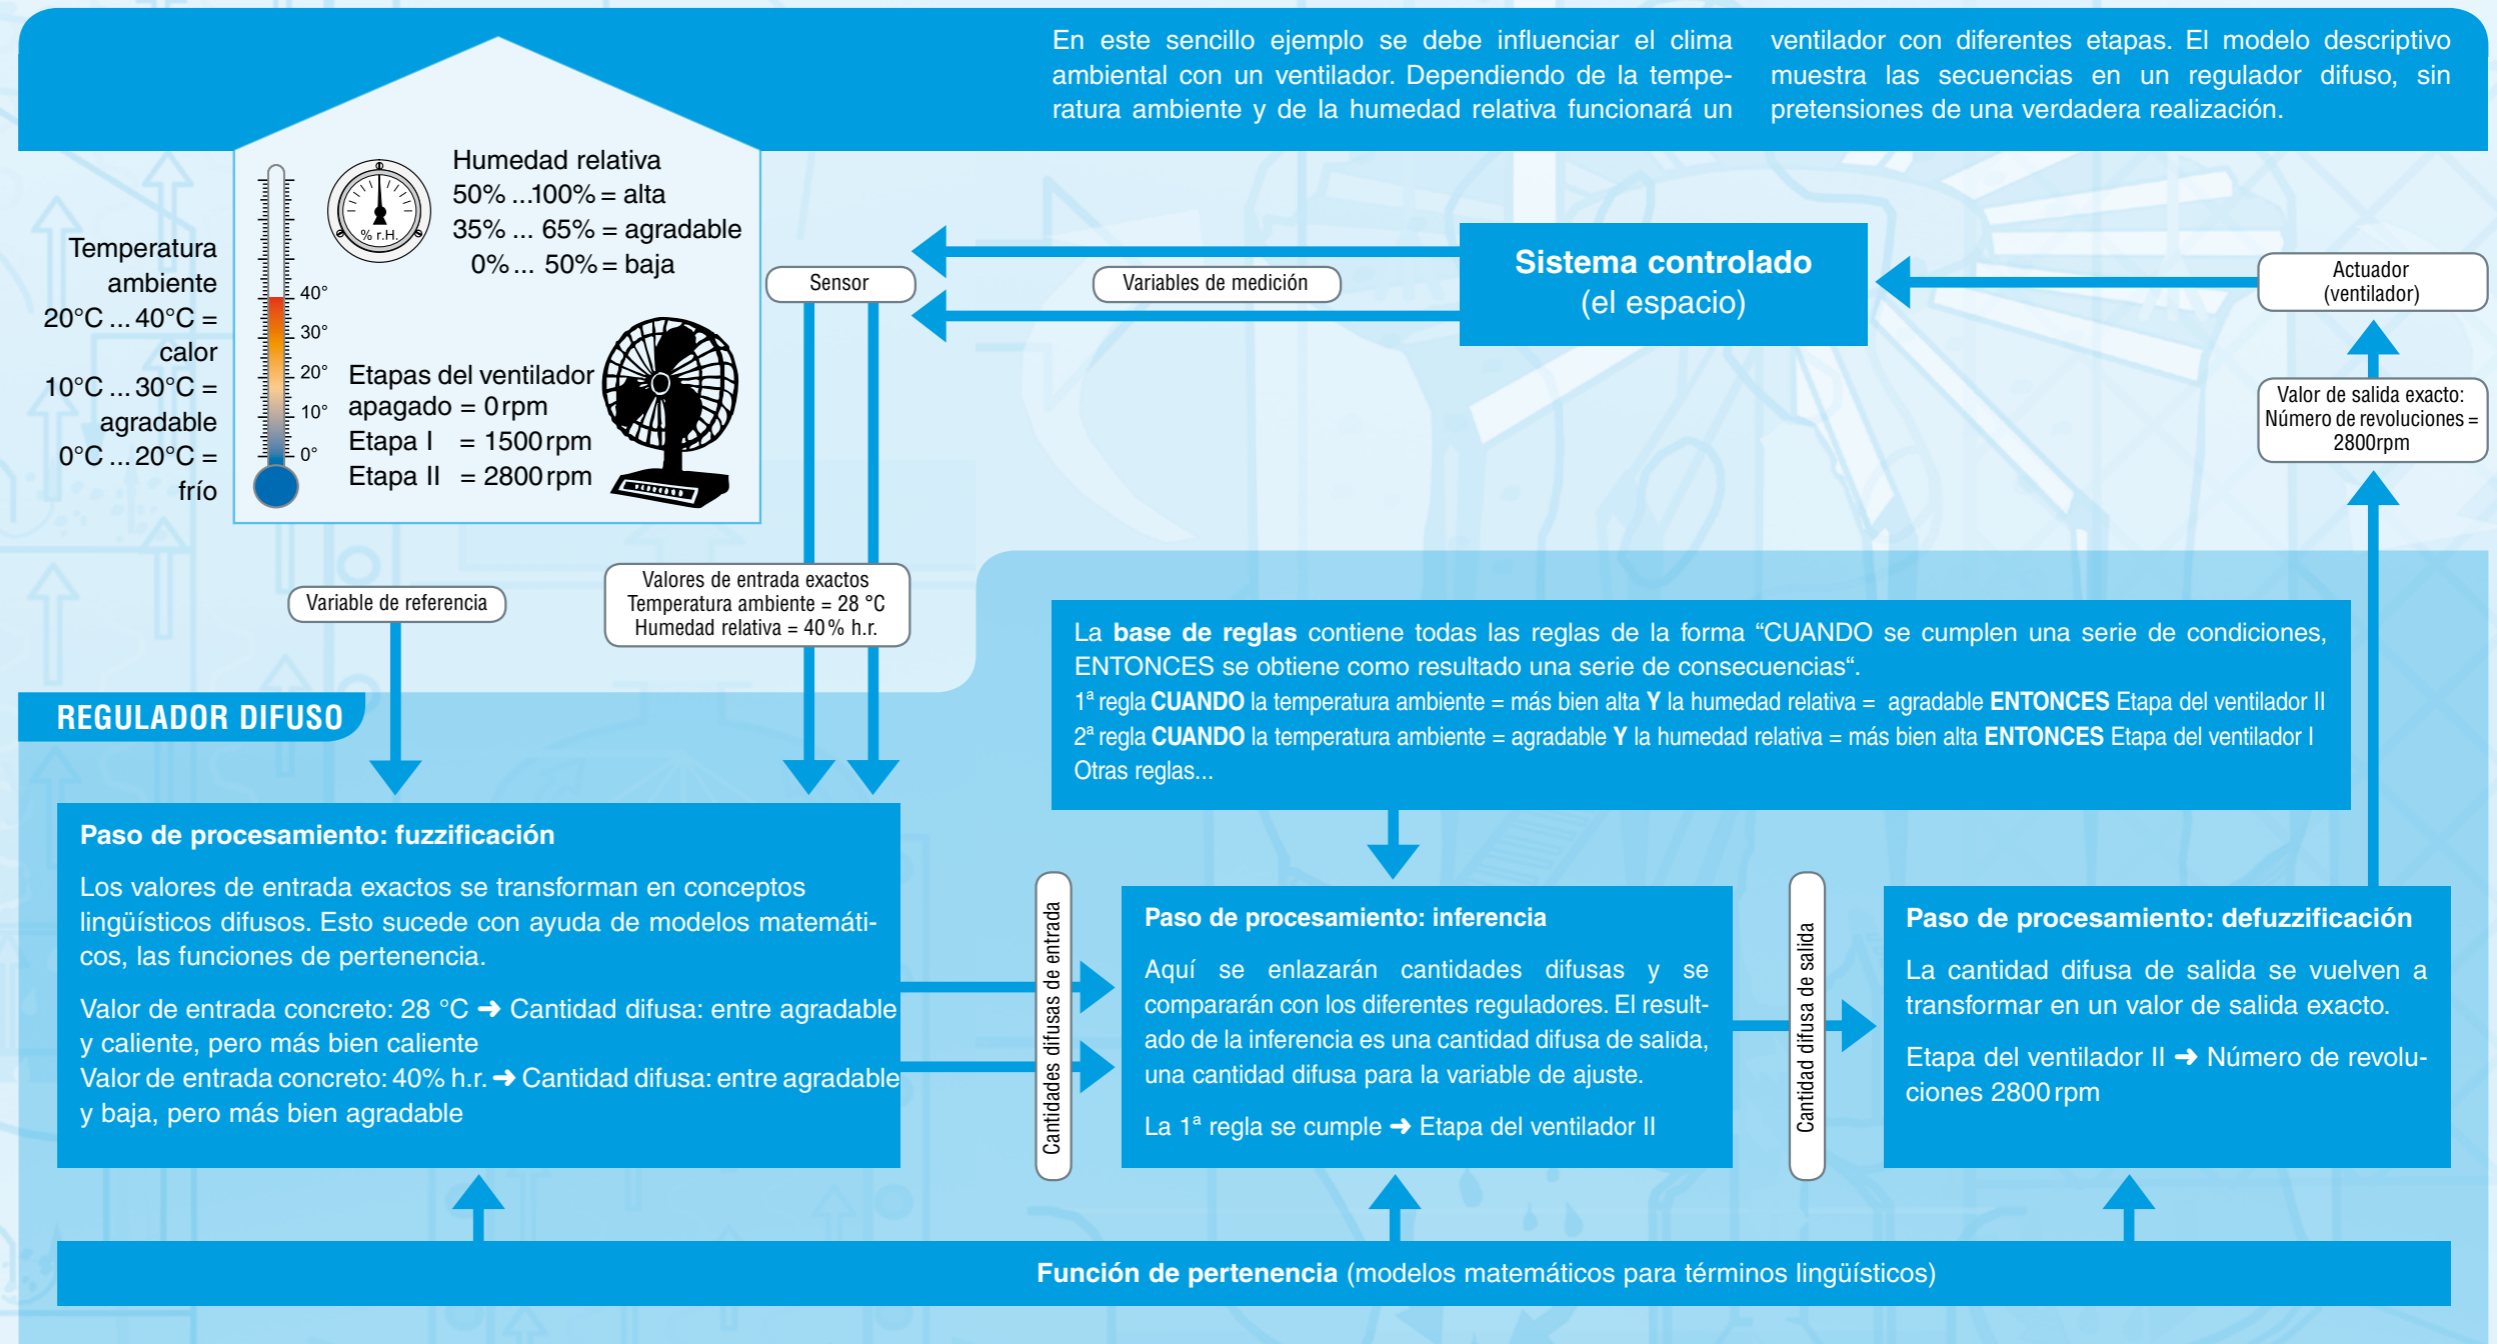 En este sencillo ejemplo se debe influenciar el clima
ambiental con un ventilador. Dependiendo de la tempe-
ratura ambiente y de la humedad relativa funcionará un
ventilador con diferentes etapas. El modelo descriptivo
muestra las secuencias en un regulador difuso, sin
pretensiones de una verdadera realización.
Temperatura
ambiente
20°C ... 40°C =
calor
10°C ... 30°C =
agradable
0°C ... 20°C =
frío
40°
30°
20°
10°
0°
% r.H.
Humedad relativa
50% ...100% = alta
35% ... 65% = agradable
0% ... 50% = baja
Etapas del ventilador
apagado = 0 rpm
Etapa I = 1500 rpm
Etapa II = 2800 rpm
Sensor
Variables de medición
Sistema controlado
(el espacio)
Actuador
(ventilador)
Valor de salida exacto:
Número de revoluciones =
2800rpm
Variable de referencia
Valores de entrada exactos
Temperatura ambiente = 28 °C
Humedad relativa = 40 % h.r.
REGULADOR DIFUSO
La base de reglas contiene todas las reglas de la forma “CUANDO se cumplen una serie de condiciones,
ENTONCES se obtiene como resultado una serie de consecuencias“.
1ª regla CUANDO la temperatura ambiente = más bien alta Y la humedad relativa = agradable ENTONCES Etapa del ventilador II
2ª regla CUANDO la temperatura ambiente = agradable Y la humedad relativa = más bien alta ENTONCES Etapa del ventilador I
Otras reglas...
Paso de procesamiento: fuzzificación
Los valores de entrada exactos se transforman en conceptos
lingüísticos difusos. Esto sucede con ayuda de modelos matemáti-
cos, las funciones de pertenencia.
Valor de entrada concreto: 28 °C ➜ Cantidad difusa: entre agradable
y caliente, pero más bien caliente
Valor de entrada concreto: 40% h.r. ➜ Cantidad difusa: entre agradable
y baja, pero más bien agradable
Cantidades difusas de entrada
Paso de procesamiento: inferencia
Aquí se enlazarán cantidades difusas y se
compararán con los diferentes reguladores. El result-
ado de la inferencia es una cantidad difusa de salida,
una cantidad difusa para la variable de ajuste.
La 1ª regla se cumple ➜ Etapa del ventilador II
Cantidad difusa de salida
Paso de procesamiento: defuzzificación
La cantidad difusa de salida se vuelven a
transformar en un valor de salida exacto.
Etapa del ventilador II ➜ Número de revolu-
ciones 2800 rpm
Función de pertenencia (modelos matemáticos para términos lingüísticos)